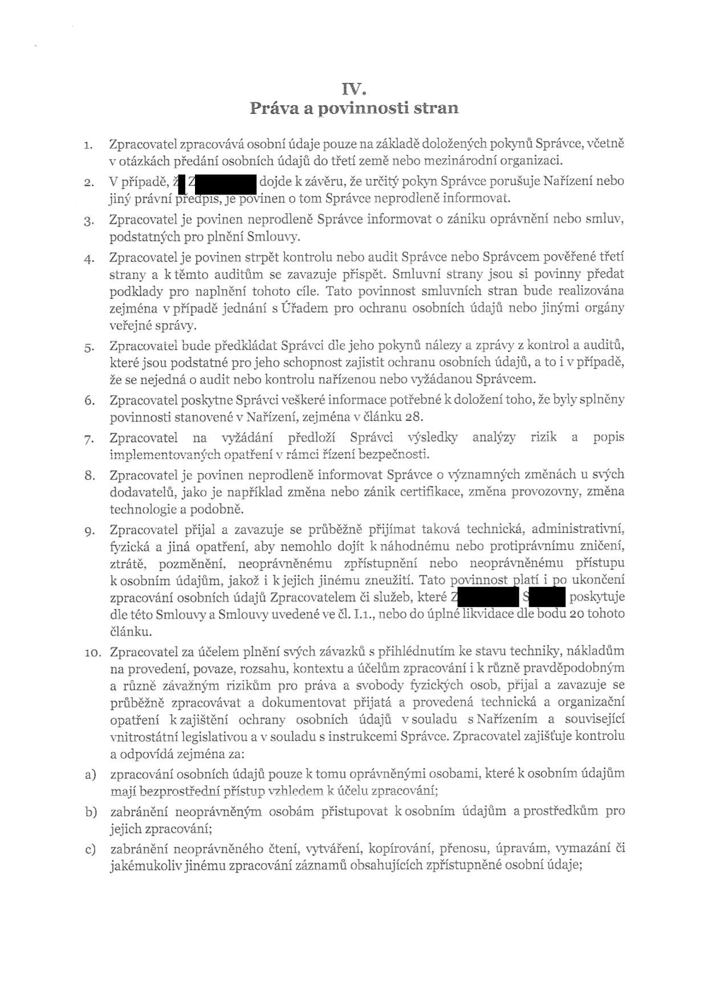 IV.
Práva a povinnosti stran
1. Zpracovatel zpracovává osobní údaje pouze na základě doložených pokynů Správce, včetně
v otázkách předání osobních údajů do třetí země nebo mezinárodní organizaci.
2. V případě, ž Z dojde k závěru, že určitý pokyn Správce porušuje Nařízení nebo
jiný právní předpis, je povinen o tom Správce neprodleně informovat.
3. Zpracovatel je povinen neprodleně Správce informovat o zániku oprávnění nebo smluv,
podstatných pro plnění Smlouvy.
4. Zpracovatel je povinen strpět kontrolu nebo audit Správce nebo Správcem pověřené třetí
strany a k těmto auditům se zavazuje přispět. Smluvní strany jsou si povinny předat
podklady pro naplnění tohoto cíle. Tato povinnost smluvních stran bude realizována
zejména v případě jednání s Úřadem pro ochranu osobních údajů nebo jinými orgány
veřejné správy.
5. Zpracovatel bude předkládat Správci dle jeho pokynů nálezy a zprávy z kontrol a auditů,
které jsou podstatné pro jeho schopnost zajistit ochranu osobních údajů, a to i v případě,
že se nejedná o audit nebo kontrolu nařízenou nebo vyžádanou Správcem.
6. Zpracovatel poskytne Správci veškeré informace potřebné k doložení toho, že byly splněny
povinnosti stanovené v Nařízení, zejména v článku 28.
7. Zpracovatel na vyžádání předloží Správci výsledky analýzy rizik a popis
implementovaných opatření v rámci řízení bezpečnosti.
8. Zpracovatel je povinen neprodleně informovat Správce o významných změnách u svých
dodavatelů, jako je například změna nebo zánik certifikace, změna provozovny, změna
technologie a podobně.
9. Zpracovatel přijal a zavazuje se průběžně přijímat taková technická, administrativní,
fyzická a jiná opatření, aby nemohlo dojít k náhodnému nebo protiprávnímu zničení,
ztrátě, pozměnění, neoprávněnému zpřístupnění nebo neoprávněnému přístupu
k osobním údajům, jakož i k jejich jinému zneužití. Tato povinnost platí i po ukončení
zpracování osobních údajů Zpracovatelem či služeb, které Z S poskytuje
dle této Smlouvy a Smlouvy uvedené ve čl. I.1., nebo do úplné likvidace dle bodu 20 tohoto
článku.
10. Zpracovatel za účelem plnění svých závazků s přihlédnutím ke stavu techniky, nákladům
na provedení, povaze, rozsahu, kontextu a účelům zpracování i k různě pravděpodobným
a různě závažným rizikům pro práva a svobody fyzických osob, přijal a zavazuje se
průběžně zpracovávat a dokumentovat přijatá a provedená technická a organizační
opatření k zajištění ochrany osobních údajů v souladu s Nařízením a související
vnitrostátní legislativou a v souladu s instrukcemi Správce. Zpracovatel zajišťuje kontrolu
a odpovídá zejména za:
a) zpracování osobních údajů pouze k tomu oprávněnými osobami, které k osobním údajům
mají bezprostřední přístup vzhledem k účelu zpracování;
b) zabránění neoprávněným osobám přistupovat k osobním údajům a prostředkům pro
jejich zpracování;
c) zabránění neoprávněného čtení, vytváření, kopírování, přenosu, úpravám, vymazání či
jakémukoliv jinému zpracování záznamů obsahujících zpřístupněné osobní údaje;